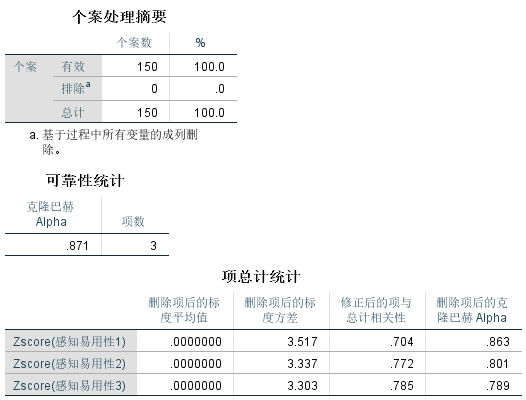 个案处理摘要
个案数 %
个案 有效 150 100.0
排除a 0 .0
总计 150 100.0
a. 基于过程中所有变量的成列删
除。
可靠性统计
克隆巴赫
Alpha 项数
.871 3
项总计统计
删除项后的标 删除项后的标 修正后的项与 删除项后的克
度平均值 度方差 总计相关性 隆巴赫 Alpha
Zscore(感知易用性1) .0000000 3.517 .704 .863
Zscore(感知易用性2) .0000000 3.337 .772 .801
Zscore(感知易用性3) .0000000 3.303 .785 .789